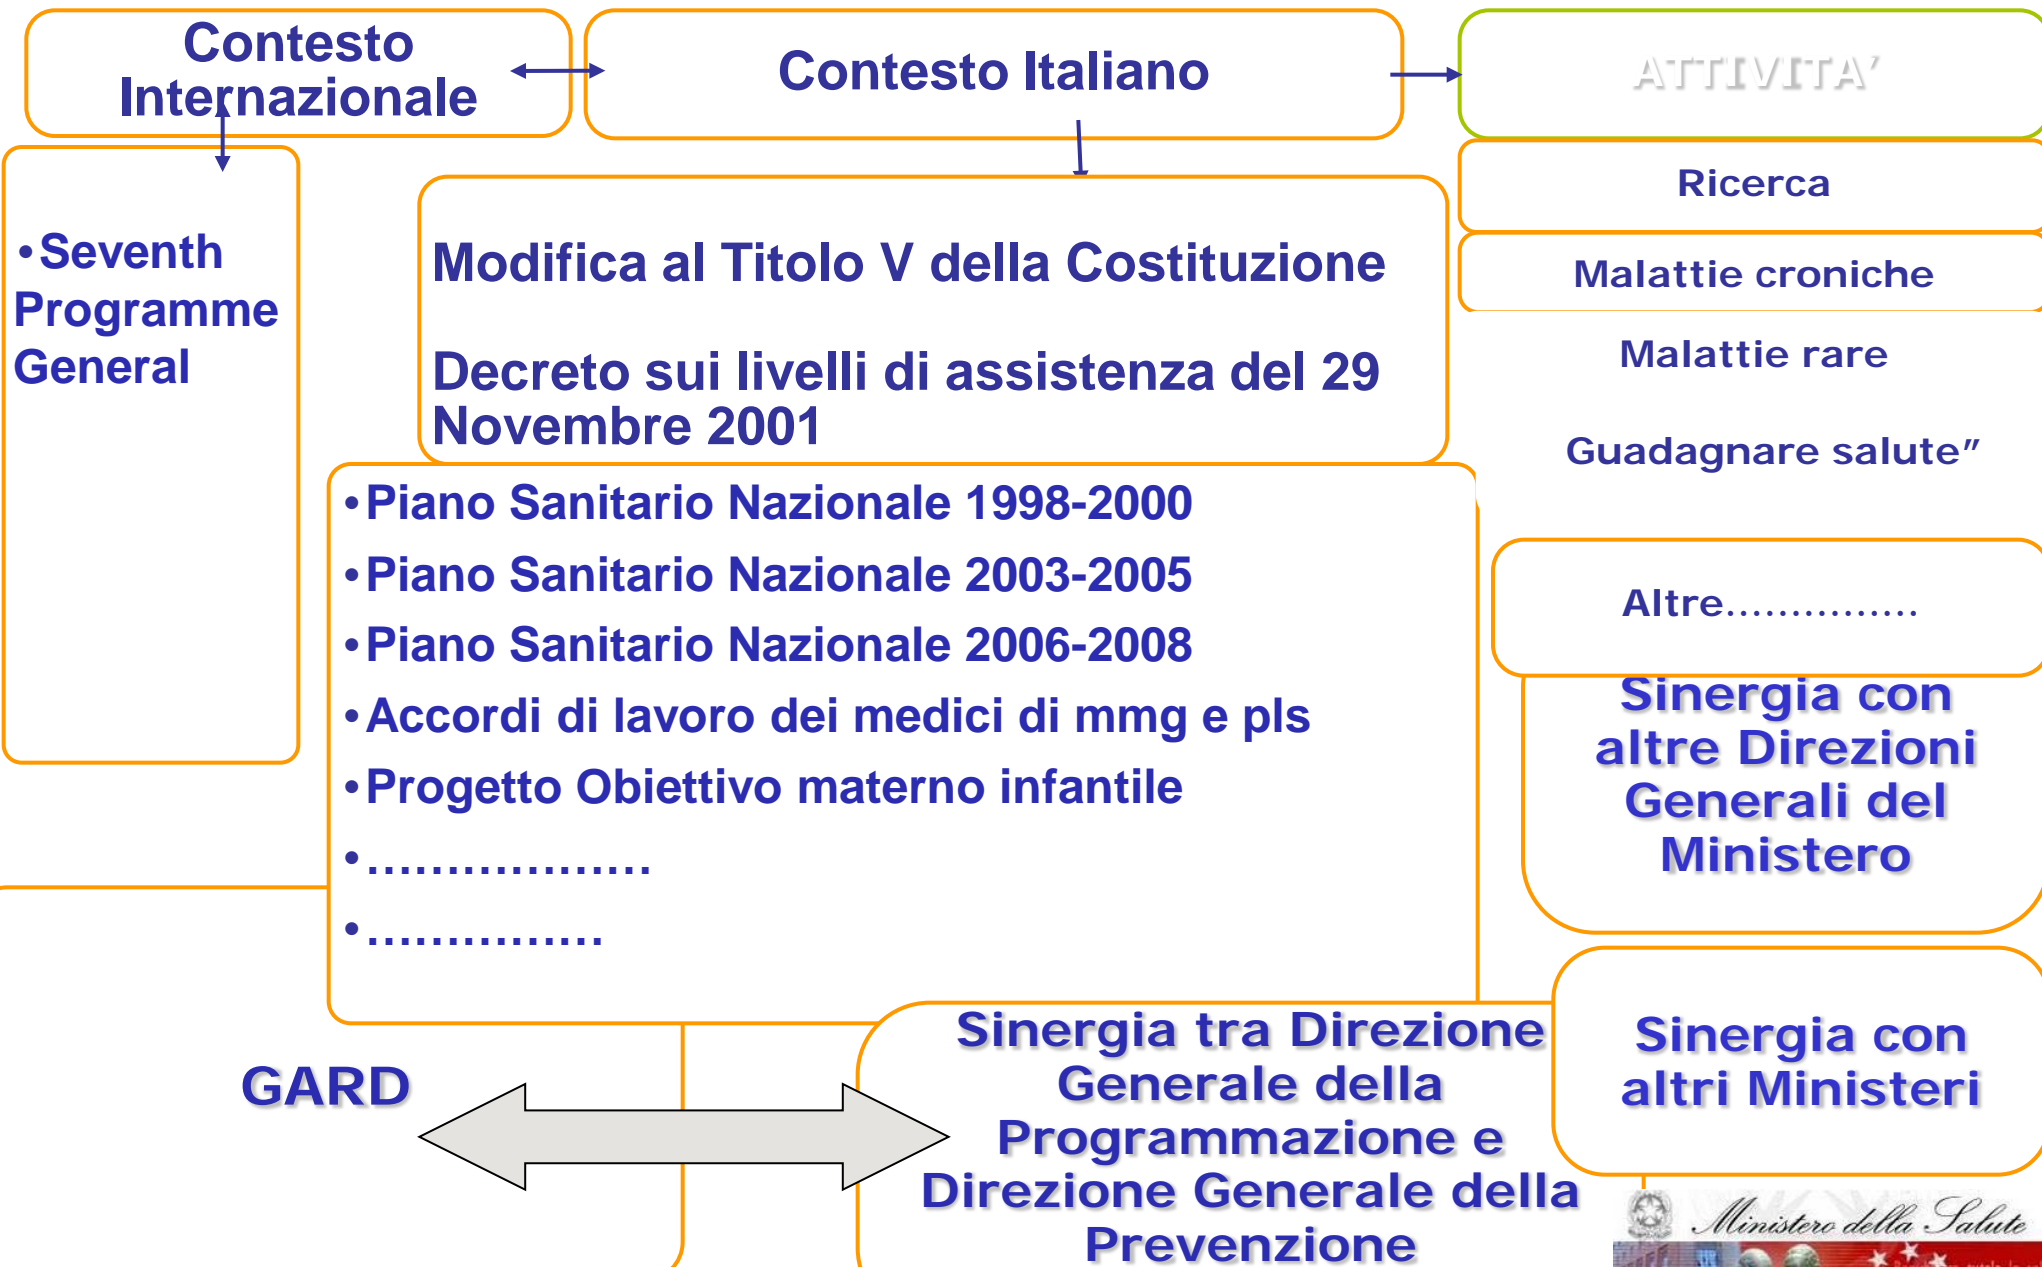 Contesto
Internazionale
Contesto Italiano
ATTIVITA’
•Seventh
Programme
General
Modifica al Titolo V della Costituzione
Decreto sui livelli di assistenza del 29
Novembre 2001
•Piano Sanitario Nazionale 1998-2000
•Piano Sanitario Nazionale 2003-2005
•Piano Sanitario Nazionale 2006-2008
•Accordi di lavoro dei medici di mmg e pls
•Progetto Obiettivo materno infantile
•..................
•...............
Ricerca
Malattie croniche
Malattie rare
Guadagnare salute”
Altre...............
Sinergia con
altre Direzioni
Generali del
Ministero
Sinergia con
altri Ministeri
GARD
Sinergia tra Direzione
Generale della
Programmazione e
Direzione Generale della
Prevenzione
Ministero della Salute